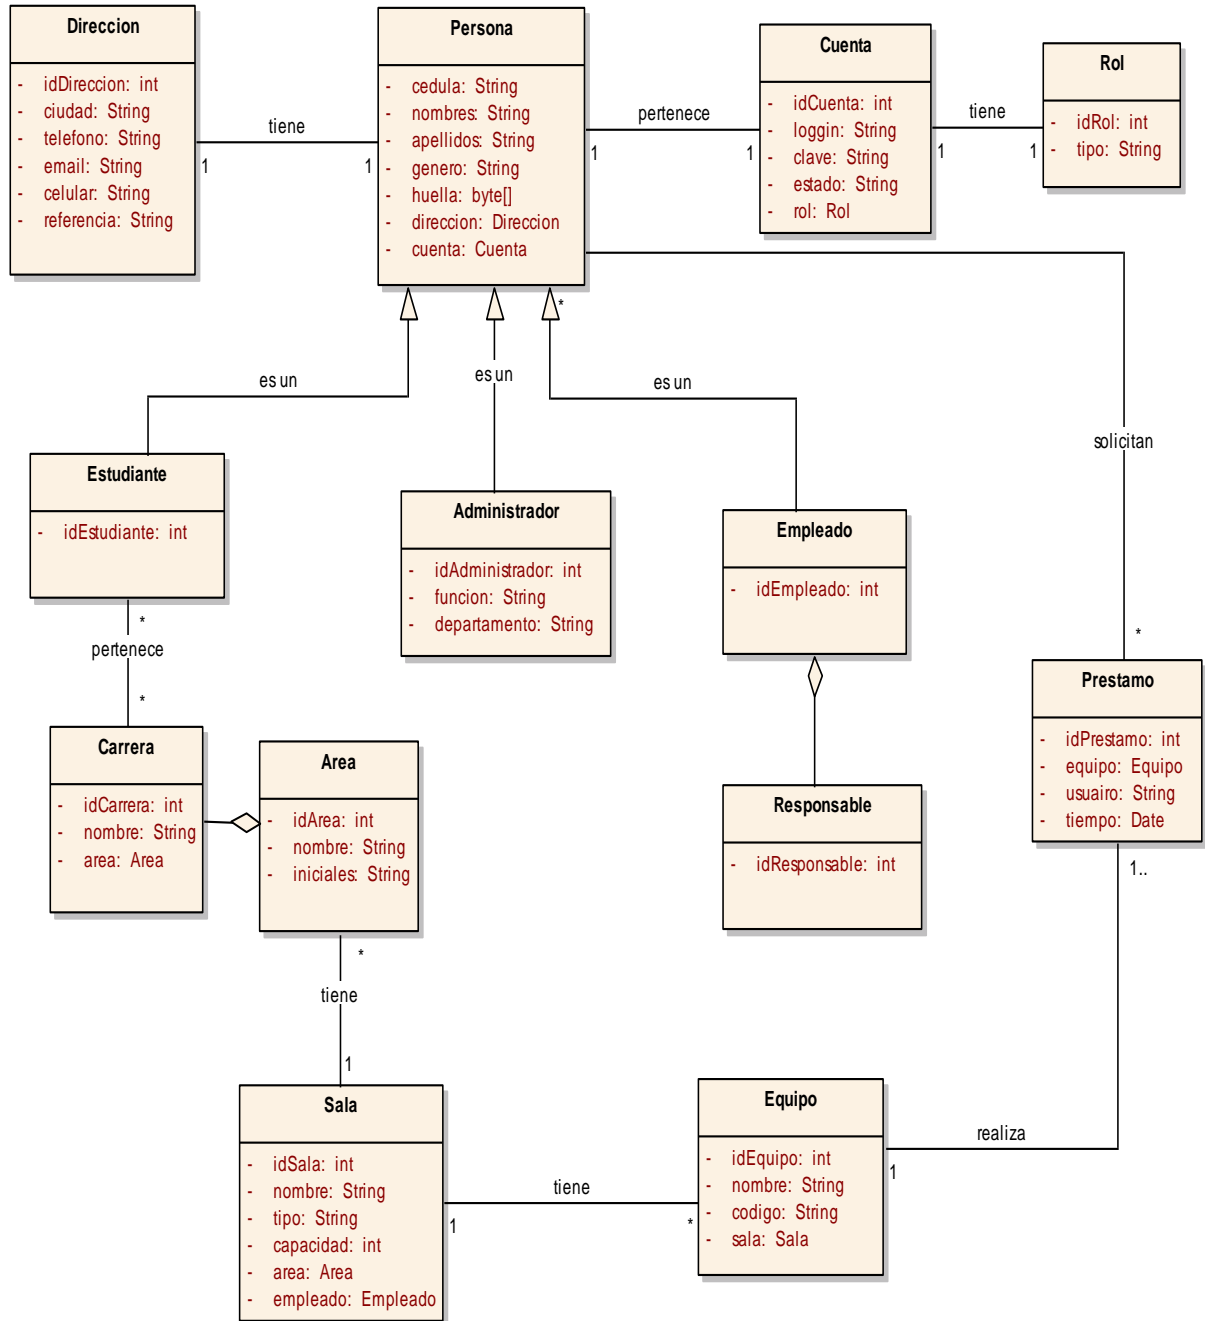 Direccion
- idDireccion: int
- ciudad: String
- telefono: String
- email: String
- celular: String
- referencia: String
tiene
1
1
Persona
- cedula: String
- nombres: String
- apellidos: String
- genero: String
- huella: byte[]
- direccion: Direccion
- cuenta: Cuenta
pertenece
1
1
Cuenta
- idCuenta: int
- loggin: String
- clave: String
- estado: String
- rol: Rol
tiene
1
1
Rol
- idRol: int
- tipo: String
*
es un
es un
es un
solicitan
*
Estudiante
- idEstudiante: int
Administrador
- idAdministrador: int
- funcion: String
- departamento: String
Empleado
- idEmpleado: int
*
pertenece
*
Prestamo
- idPrestamo: int
- equipo: Equipo
- usuairo: String
- tiempo: Date
1..
Carrera
- idCarrera: int
- nombre: String
- area: Area
Area
- idArea: int
- nombre: String
- iniciales: String
Responsable
- idResponsable: int
*
tiene
1
Sala
- idSala: int
- nombre: String
- tipo: String
- capacidad: int
- area: Area
- empleado: Empleado
tiene
1
*
Equipo
- idEquipo: int
- nombre: String
- codigo: String
- sala: Sala
realiza
1